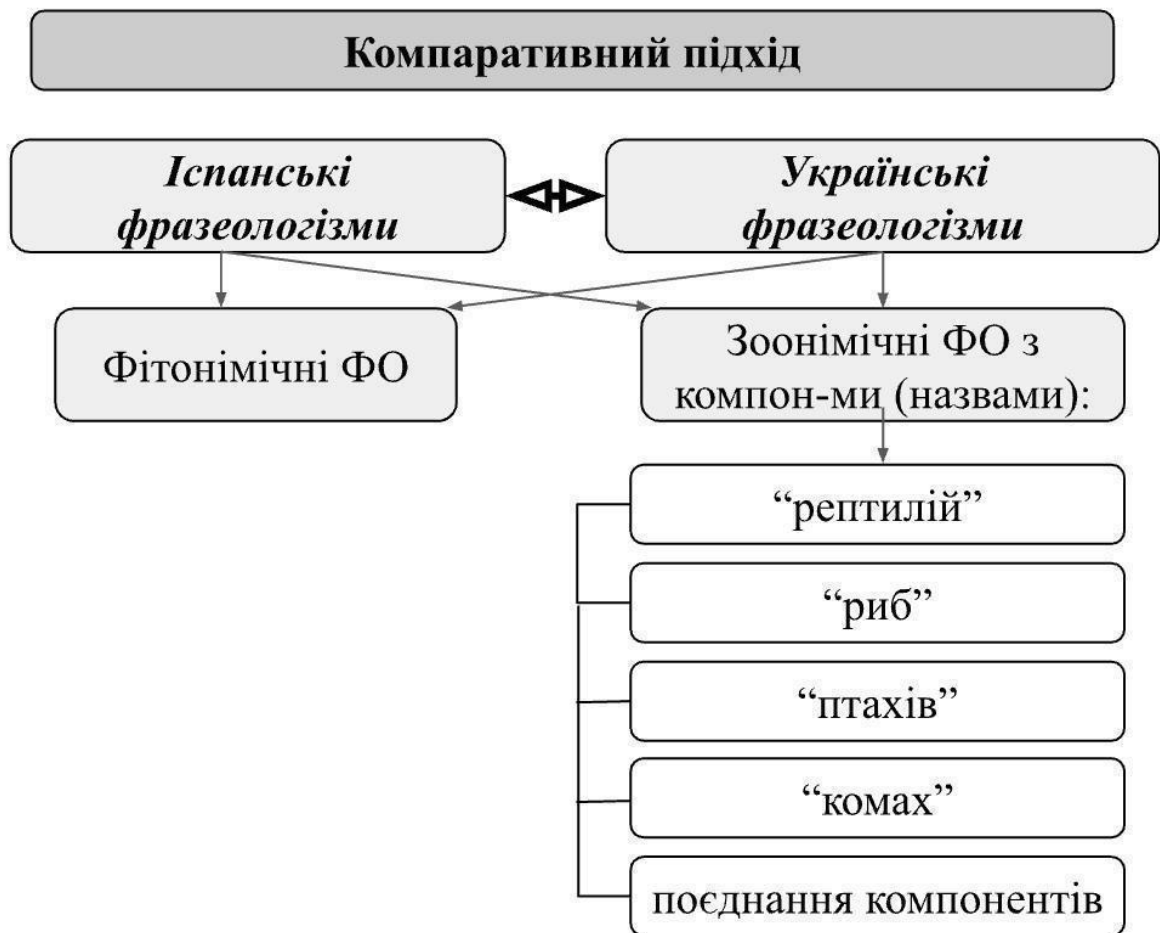 Компаративний підхід
Іспанські
фразеологізми
Українські
фразеологізми
Фітонімічні ФО
Зоонімічні ФО з
компон-ми (назвами):
“рептилій”
“риб”
“птахів”
“комах”
поєднання компонентів